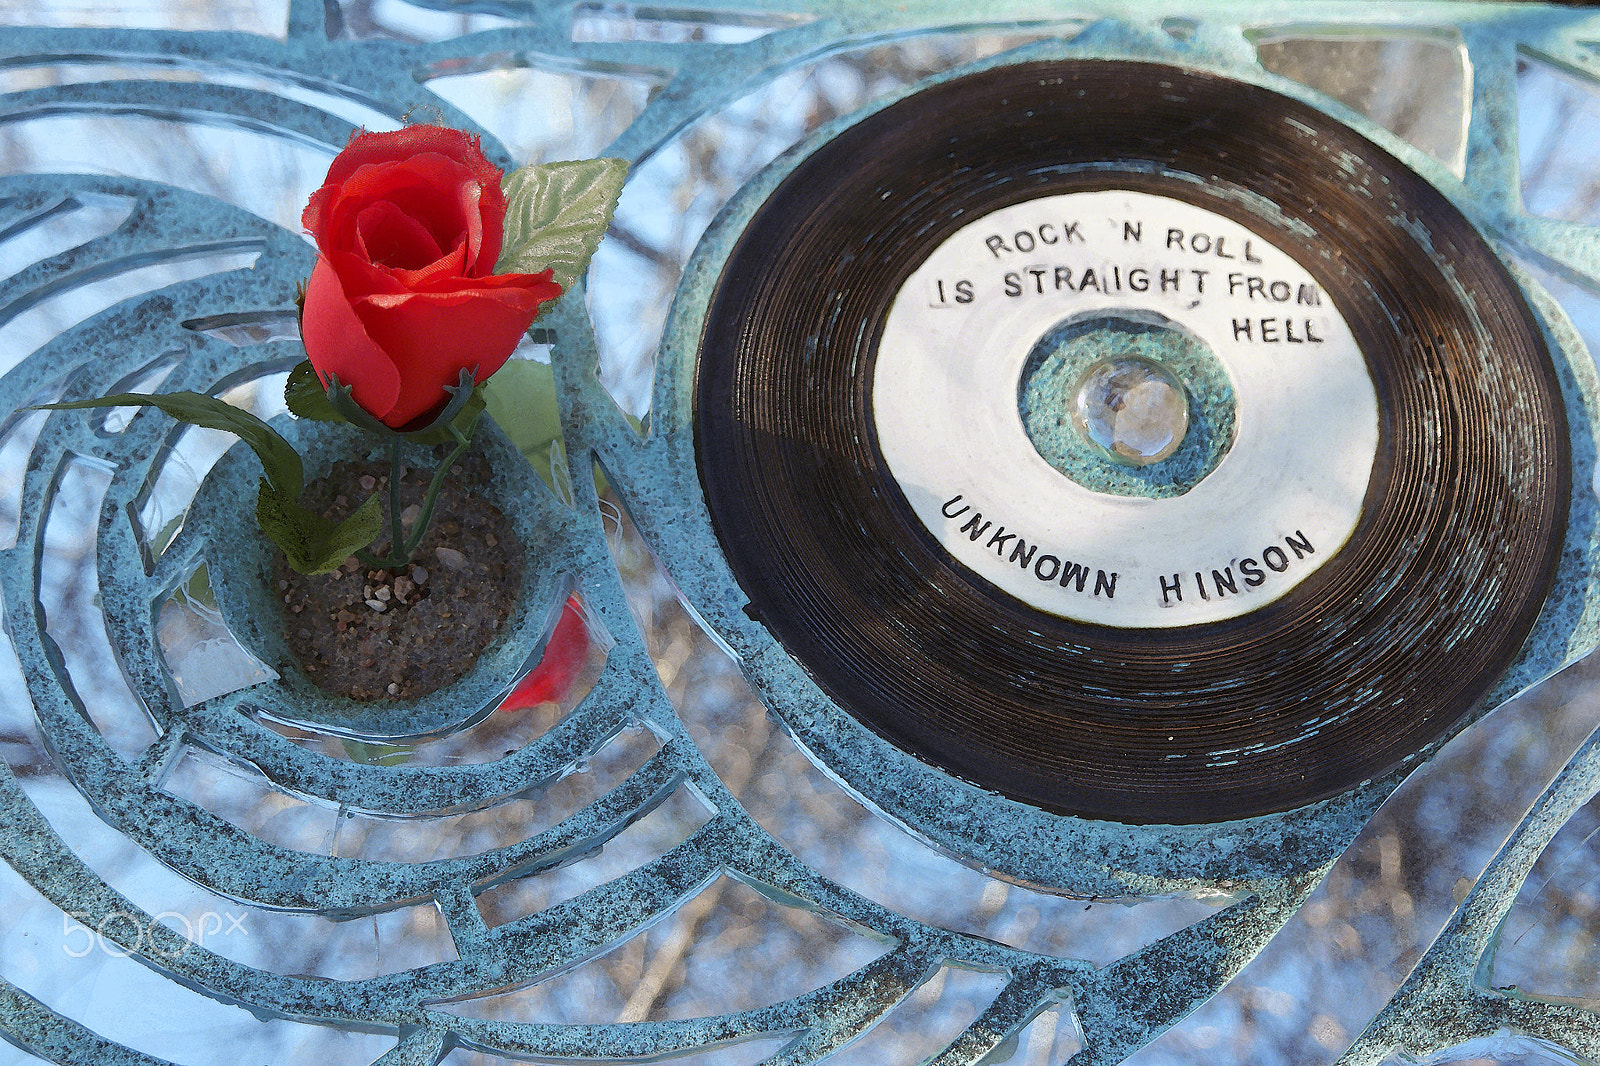 ROCK 'N ROLL
IS STRAIGHT FROM
HELL
UNKNOWN HINSON
500px